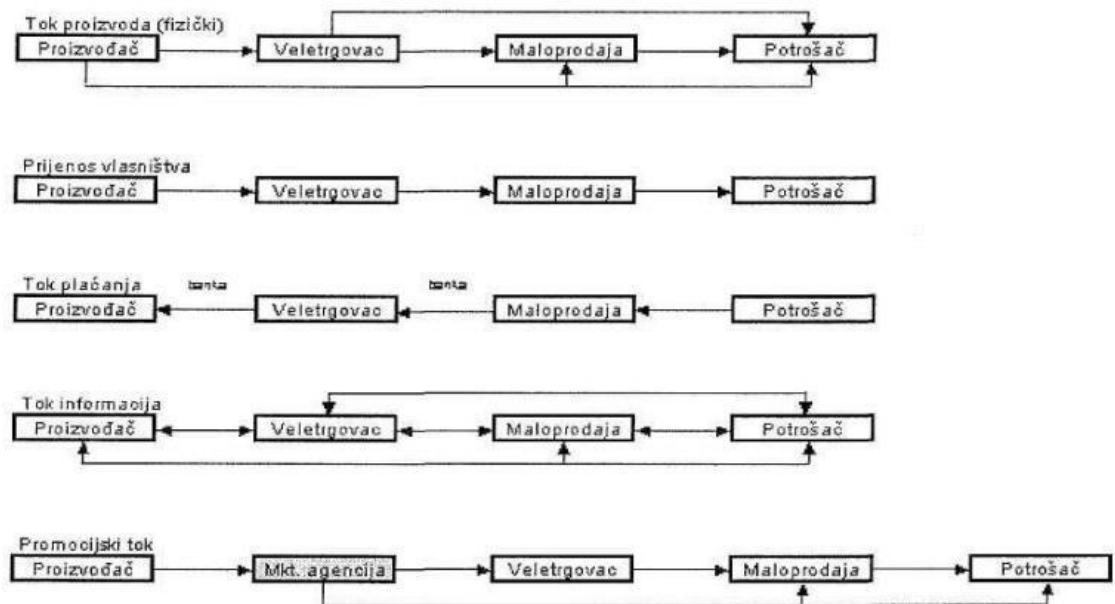 Tok proizvoda (fizički)
Proizvođač Veletrgovac Maloprodaja Potrošač
Prijenos vlasništva
Proizvođač Veletrgovac Maloprodaja Potrošač
Tok plaćanja banka banka
Proizvođač Veletrgovac Maloprodaja Potrošač
Tok informacija
Proizvođač Veletrgovac Maloprodaja Potrošač
Promocijski tok
Proizvođač Mkt. agencija Veletrgovac Maloprodaja Potrošač